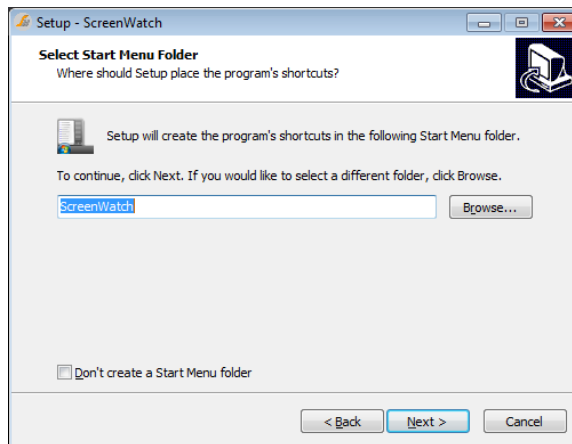 Setup - ScreenWatch
Select Start Menu Folder
Where should Setup place the program's shortcuts?
Setup will create the program's shortcuts in the following Start Menu folder.
To continue, click Next. If you would like to select a different folder, click Browse.
ScreenWatch
Browse...
Don't create a Start Menu folder
< Back
Next >
Cancel